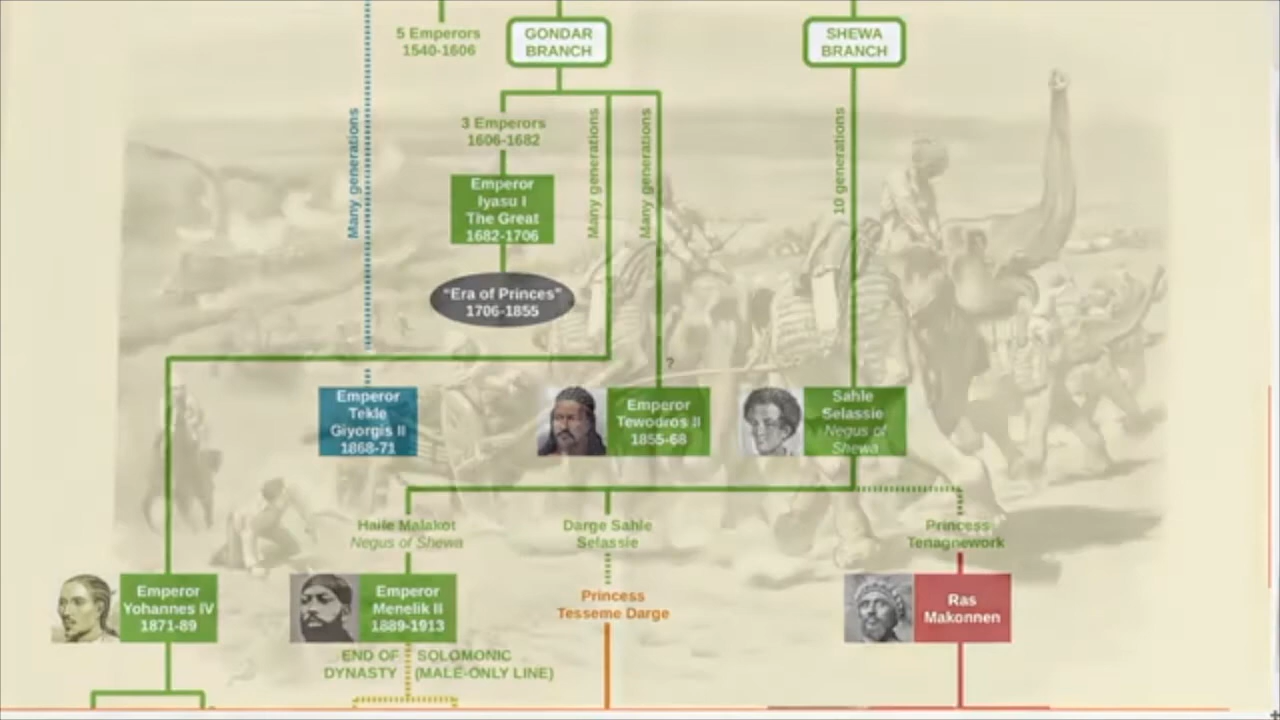 5 Emperors
1540-1606
GONDAR
BRANCH
SHEWA
BRANCH
Many generations
3 Emperors
1606-1682
Many generations
Many generations
10 generations
Emperor
Iyasu I
The Great
1682-1706
"Era of Princes"
1706-1855
?
Emperor
Tekle
Giyorgis II
1868-71
Emperor
Tewodros II
1855-68
Sahle
Selassie
Negus of
Shewa
Haile Malakot
Negus of Shewa
Darge Sahle
Selassie
Princess
Tenagnework
Emperor
Yohannes IV
1871-89
Emperor
Menelik II
1889-1913
Princess
Tesseme Darge
Ras
Makonnen
END OF SOLOMONIC
DYNASTY (MALE-ONLY LINE)